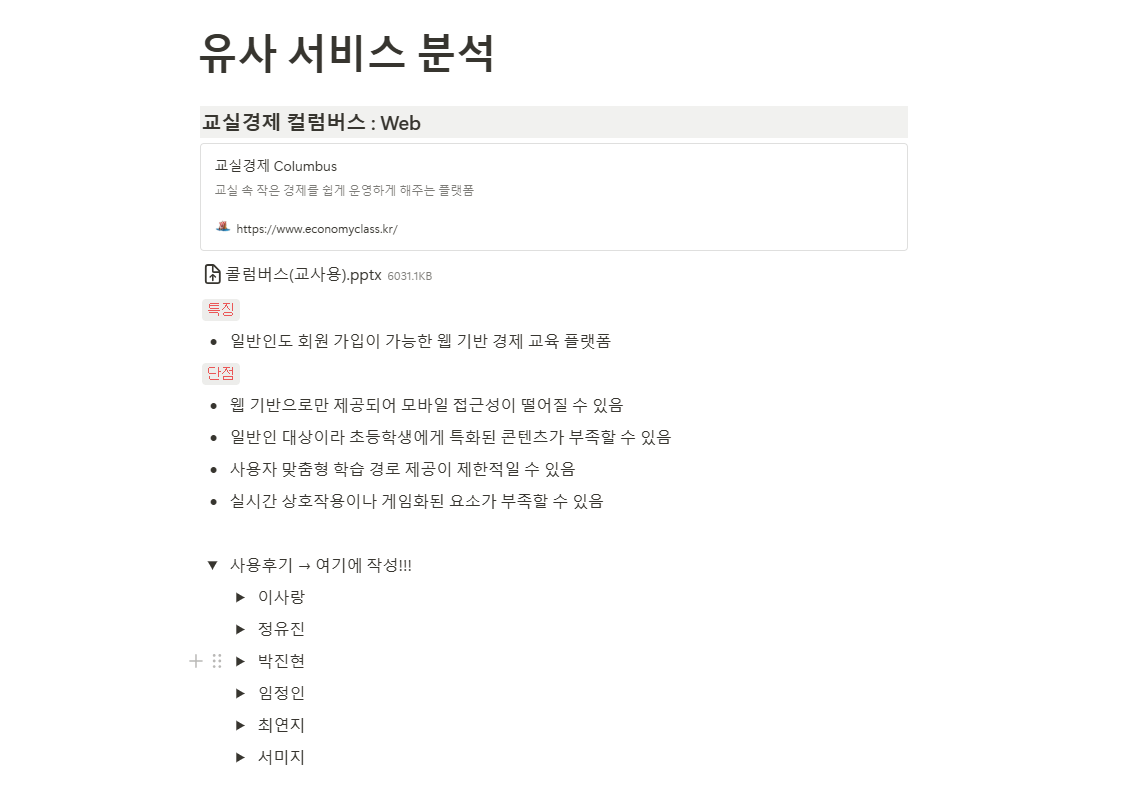 유사 서비스 분석
교실경제 컬럼버스 : Web
교실경제 Columbus
교실 속 작은 경제를 쉽게 운영하게 해주는 플랫폼
https://www.economyclass.kr/
콜럼버스(교사용).pptx 6031.1KB
특징
• 일반인도 회원 가입이 가능한 웹 기반 경제 교육 플랫폼
단점
• 웹 기반으로만 제공되어 모바일 접근성이 떨어질 수 있음
• 일반인 대상이라 초등학생에게 특화된 콘텐츠가 부족할 수 있음
• 사용자 맞춤형 학습 경로 제공이 제한적일 수 있음
• 실시간 상호작용이나 게임화된 요소가 부족할 수 있음
▼ 사용후기 → 여기에 작성!!!
▶ 이사랑
▶ 정유진
▶ 박진현
▶ 임정인
▶ 최연지
▶ 서미지